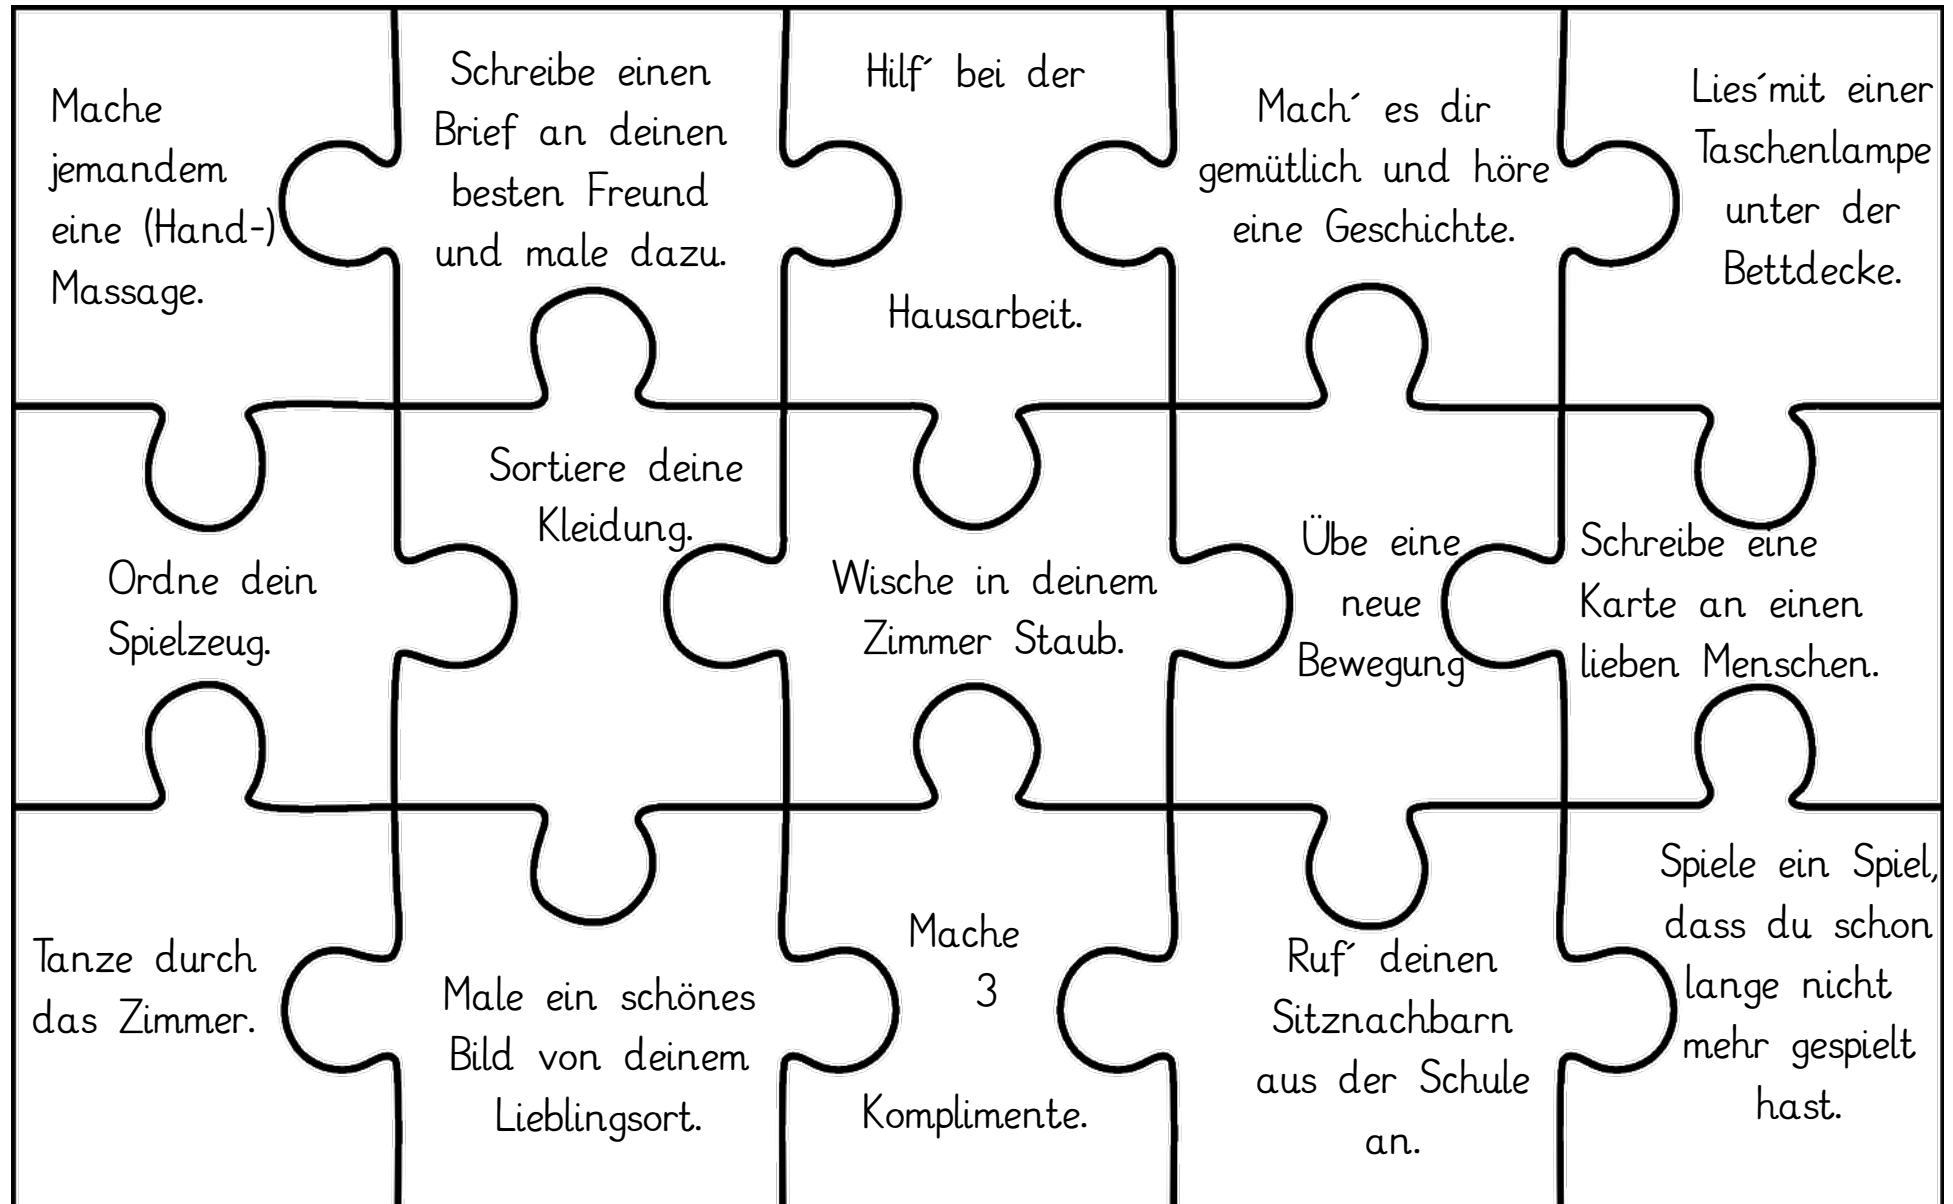 Mache
jemandem
eine (Hand-)
Massage.
Schreibe einen
Brief an deinen
besten Freund
und male dazu.
Hilf´ bei der
Hausarbeit.
Mach´ es dir
gemütlich und höre
eine Geschichte.
Lies´mit einer
Taschenlampe
unter der
Bettdecke.
Ordne dein
Spielzeug.
Sortiere deine
Kleidung.
Wische in deinem
Zimmer Staub.
Übe eine
neue
Bewegung
Schreibe eine
Karte an einen
lieben Menschen.
Tanze durch
das Zimmer.
Male ein schönes
Bild von deinem
Lieblingsort.
Mache
3
Komplimente.
Ruf´ deinen
Sitznachbarn
aus der Schule
an.
Spiele ein Spiel,
dass du schon
lange nicht
mehr gespielt
hast.